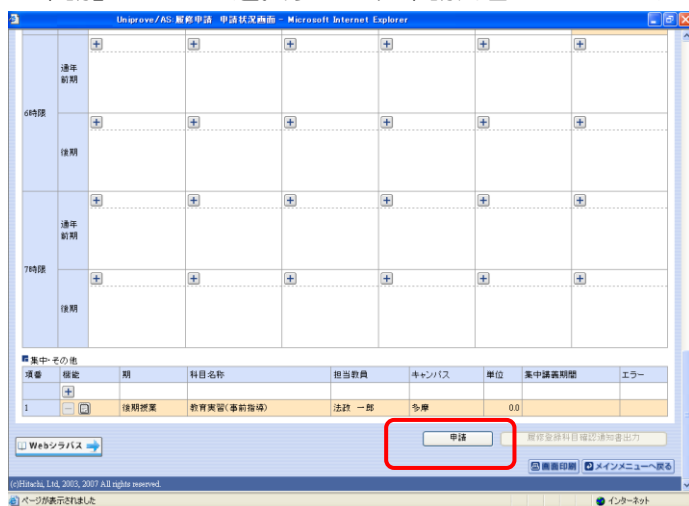 Uniprove/AS:履修申請 申請状況画面 - Microsoft Internet Explorer
6時限
通年
前期
後期
7時限
通年
前期
後期
集中・その他
項番 機能 期 科目名称 担当教員 キャンパス 単位 集中講義期間 エラー
1 後期授業 教育実習(事前指導) 法政 一郎 多摩 0.0
Webシラバス
申請
履修登録科目確認通知書出力
画面印刷
メインメニューへ戻る
(c)Hitachi, Ltd, 2003, 2007 All rights reserved.
ページが表示されました
インターネット